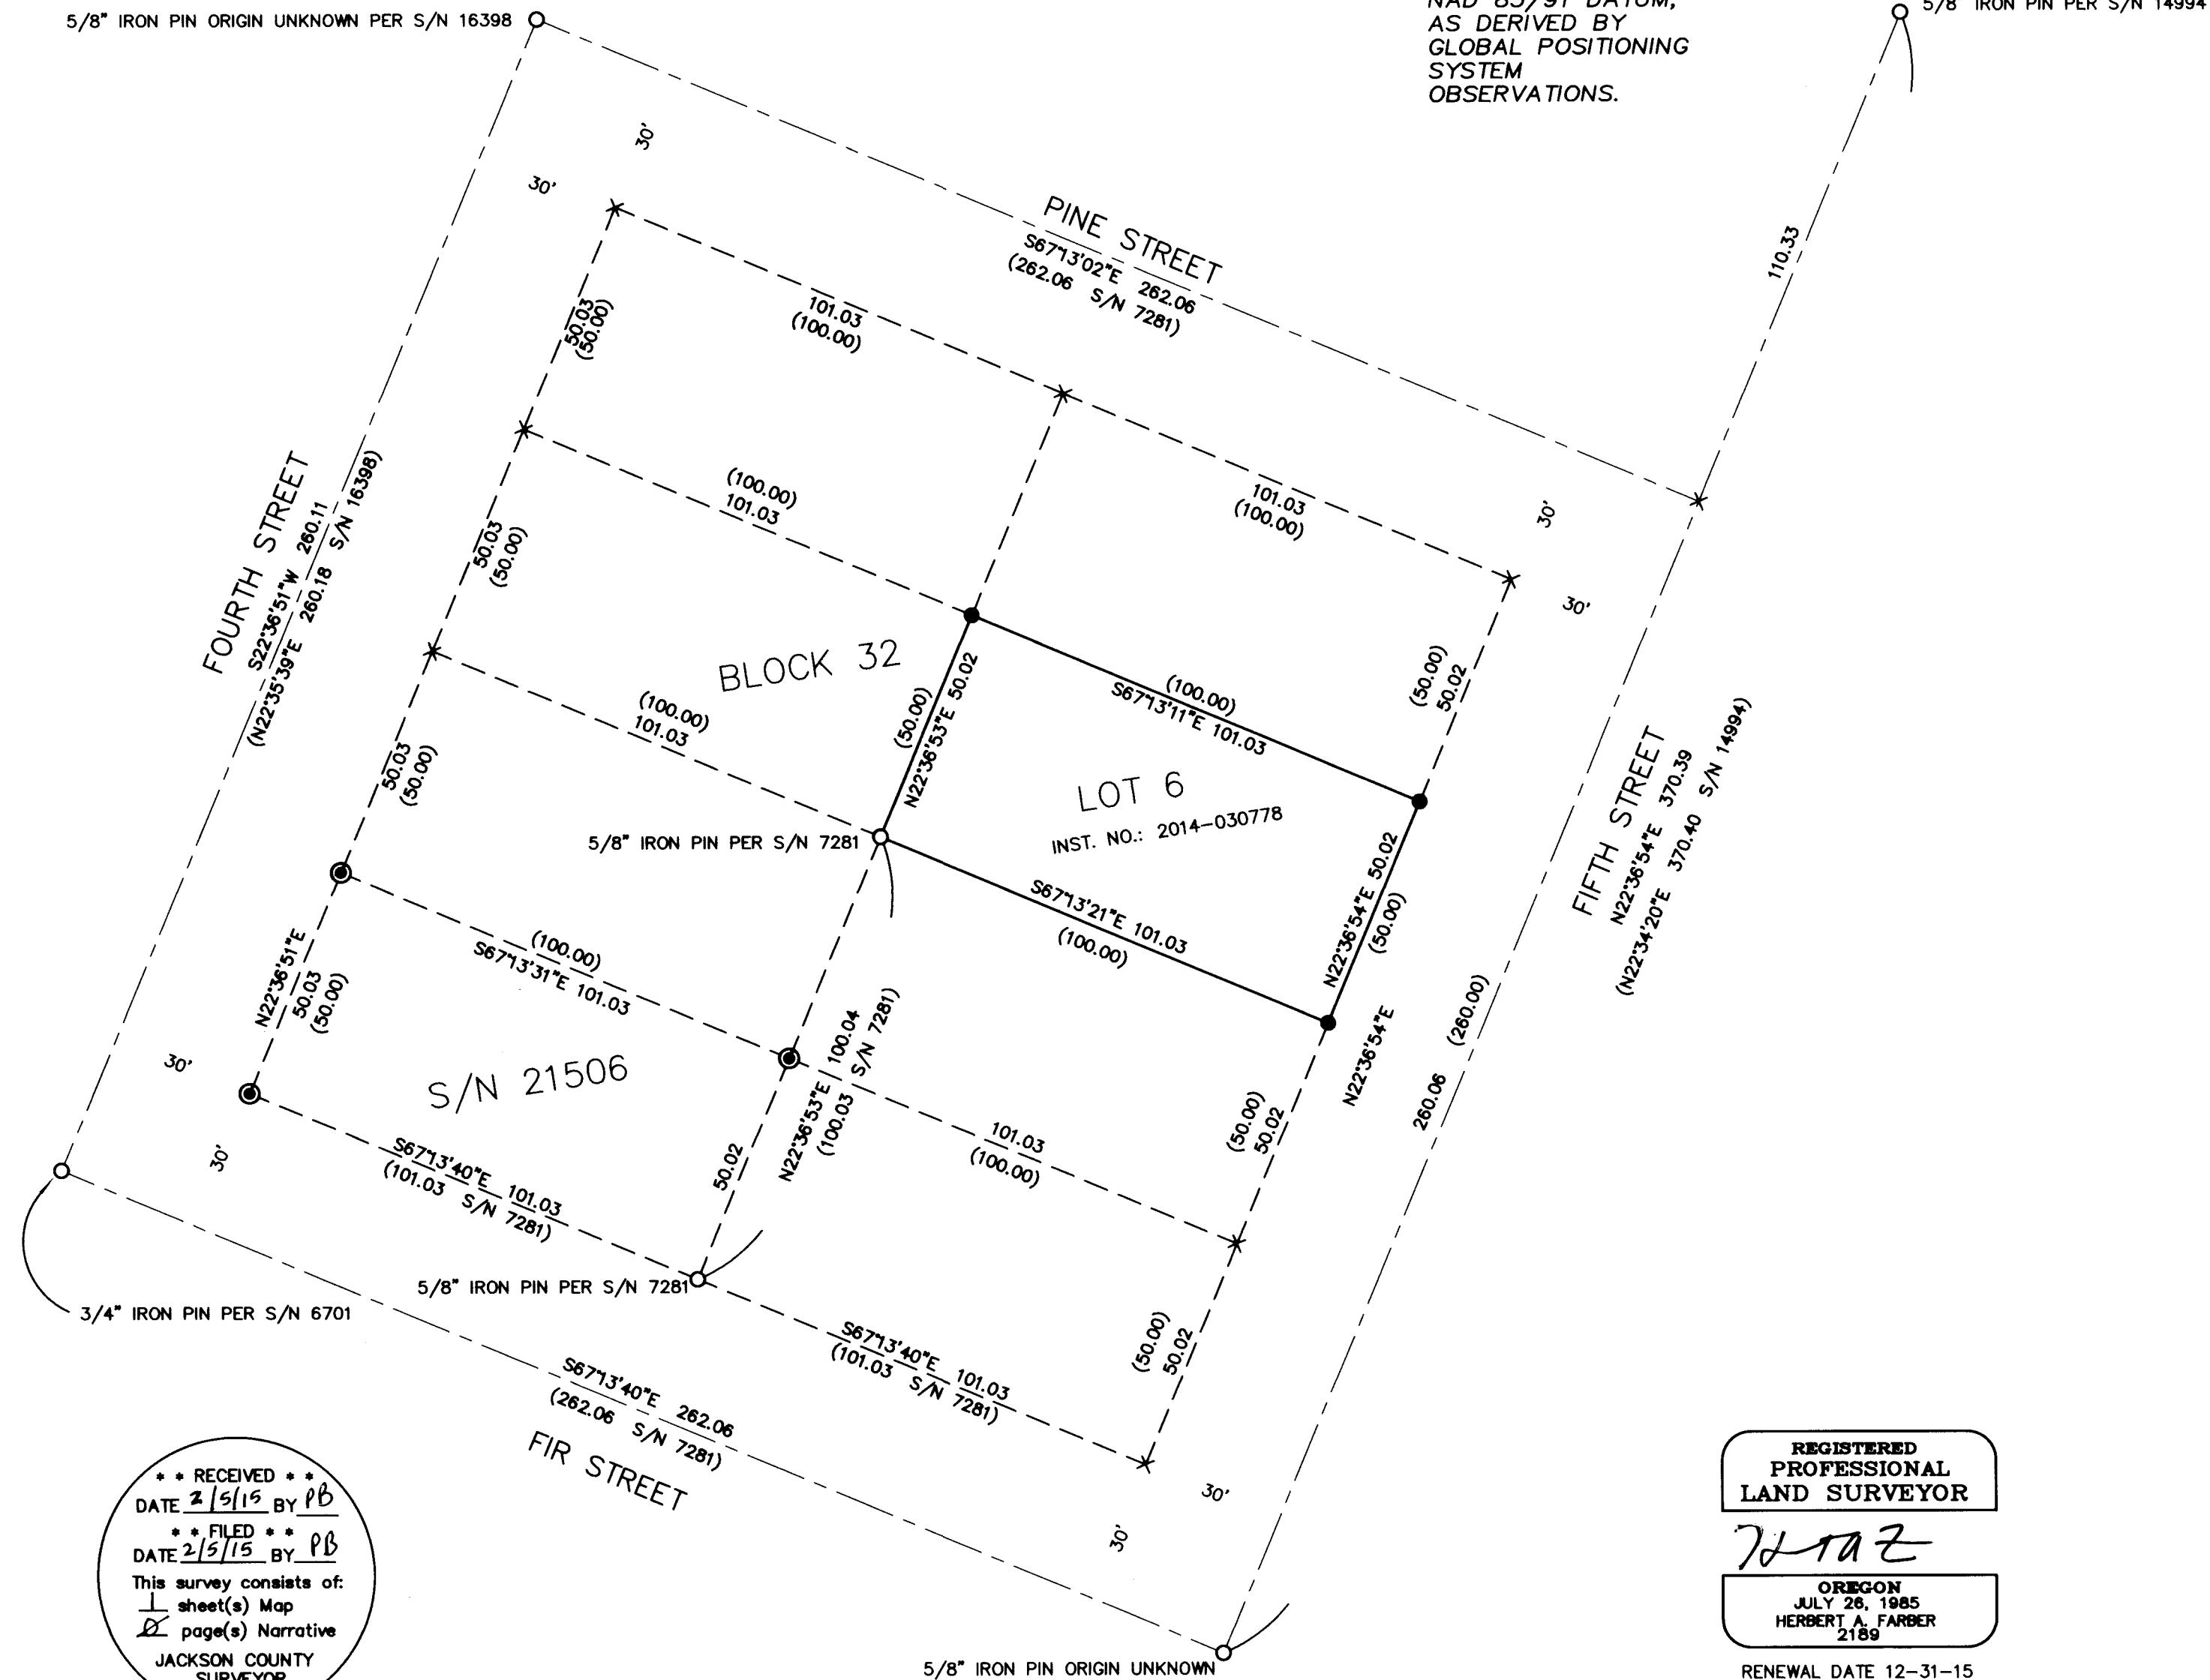 5/8" IRON PIN ORIGIN UNKNOWN PER S/N 16398
NAD 83/91 DATUM,
AS DERIVED BY
GLOBAL POSITIONING
SYSTEM
OBSERVATIONS.
5/8" IRON PIN PER S/N 14994
30'
30'
PINE STREET
S67°13'02"E 262.06
(262.06 S/N 7281)
110.33
50.03
(50.00)
101.03
(100.00)
101.03
(100.00)
30'
30'
FOURTH STREET
S22°36'51"W 260.11
(N22°35'39"E 260.18 S/N 16398)
50.03
(50.00)
(100.00)
101.03
BLOCK 32
(50.00)
N22°36'53"E 50.02
(100.00)
S67°13'11"E 101.03
(50.00)
50.02
50.03
(50.00)
(100.00)
101.03
LOT 6
INST. NO.: 2014-030778
5/8" IRON PIN PER S/N 7281
S67°13'21"E 101.03
(100.00)
N22°36'54"E 50.02
(50.00)
FIFTH STREET
N22°36'54"E 370.39
(N22°34'20"E 370.40 S/N 14994)
N22°36'51"E
50.03
(50.00)
(100.00)
S67°13'31"E 101.03
N22°36'54"E
260.06 (260.00)
30'
30'
S/N 21506
50.02
N22°36'53"E 100.04
(100.03 S/N 7281)
101.03
(100.00)
(50.00)
50.02
S67°13'40"E 101.03
(101.03 S/N 7281)
5/8" IRON PIN PER S/N 7281
3/4" IRON PIN PER S/N 6701
S67°13'40"E 101.03
(101.03 S/N 7281)
(50.00)
50.02
S67°13'40"E 262.06
(262.06 S/N 7281)
FIR STREET
30'
30'
5/8" IRON PIN ORIGIN UNKNOWN
* * RECEIVED * *
DATE 2/5/15 BY PB
* * FILED * *
DATE 2/5/15 BY PB
This survey consists of:
1 sheet(s) Map
Ø page(s) Narrative
JACKSON COUNTY
SURVEYOR
REGISTERED
PROFESSIONAL
LAND SURVEYOR
OREGON
JULY 26, 1985
HERBERT A. FARBER
2189
RENEWAL DATE 12-31-15